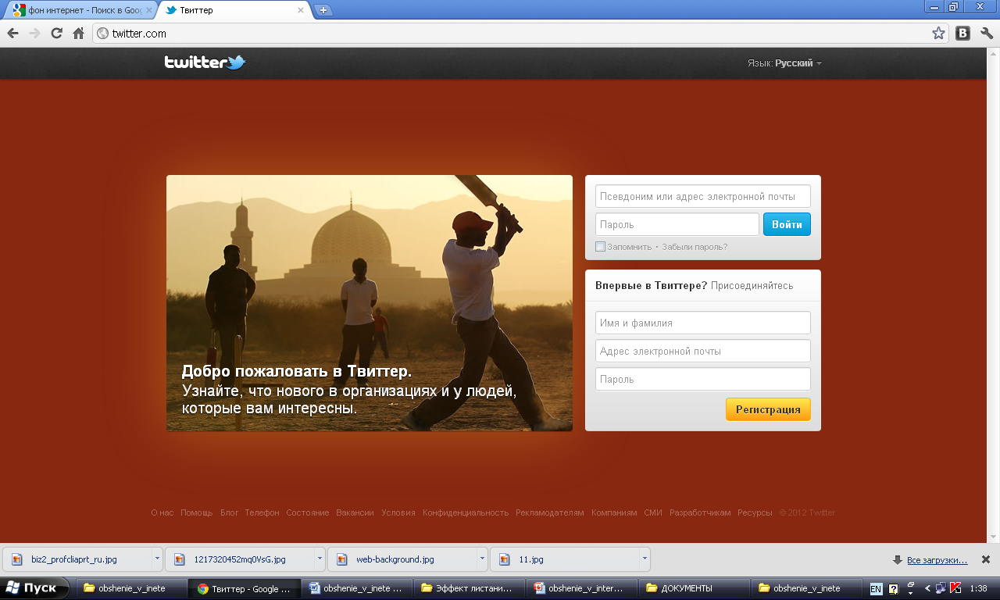 фон интернет - Поиск в Goog
Твиттер
twitter.com
twitter
Язык: Русский
Добро пожаловать в Твиттер.
Узнайте, что нового в организациях и у людей,
которые вам интересны.
Псевдоним или адрес электронной почты
Пароль
Войти
Запомнить · Забыли пароль?
Впервые в Твиттере? Присоединяйтесь
Имя и фамилия
Адрес электронной почты
Пароль
Регистрация
О нас Помощь Блог Телефон Состояние Вакансии Условия Конфиденциальность Рекламодателям Компаниям СМИ Разработчикам Ресурсы © 2012 Twitter
biz2_profcliaprt_ru.jpg 1217320452mq0VsG.jpg web-background.jpg 11.jpg Все загрузки...
Пуск obshenie_v_inete Твиттер - Google ... obshenie_v_inete ... Эффект листани... obshenie_v_inter... ДОКУМЕНТЫ obshenie_v_inete EN 1:38